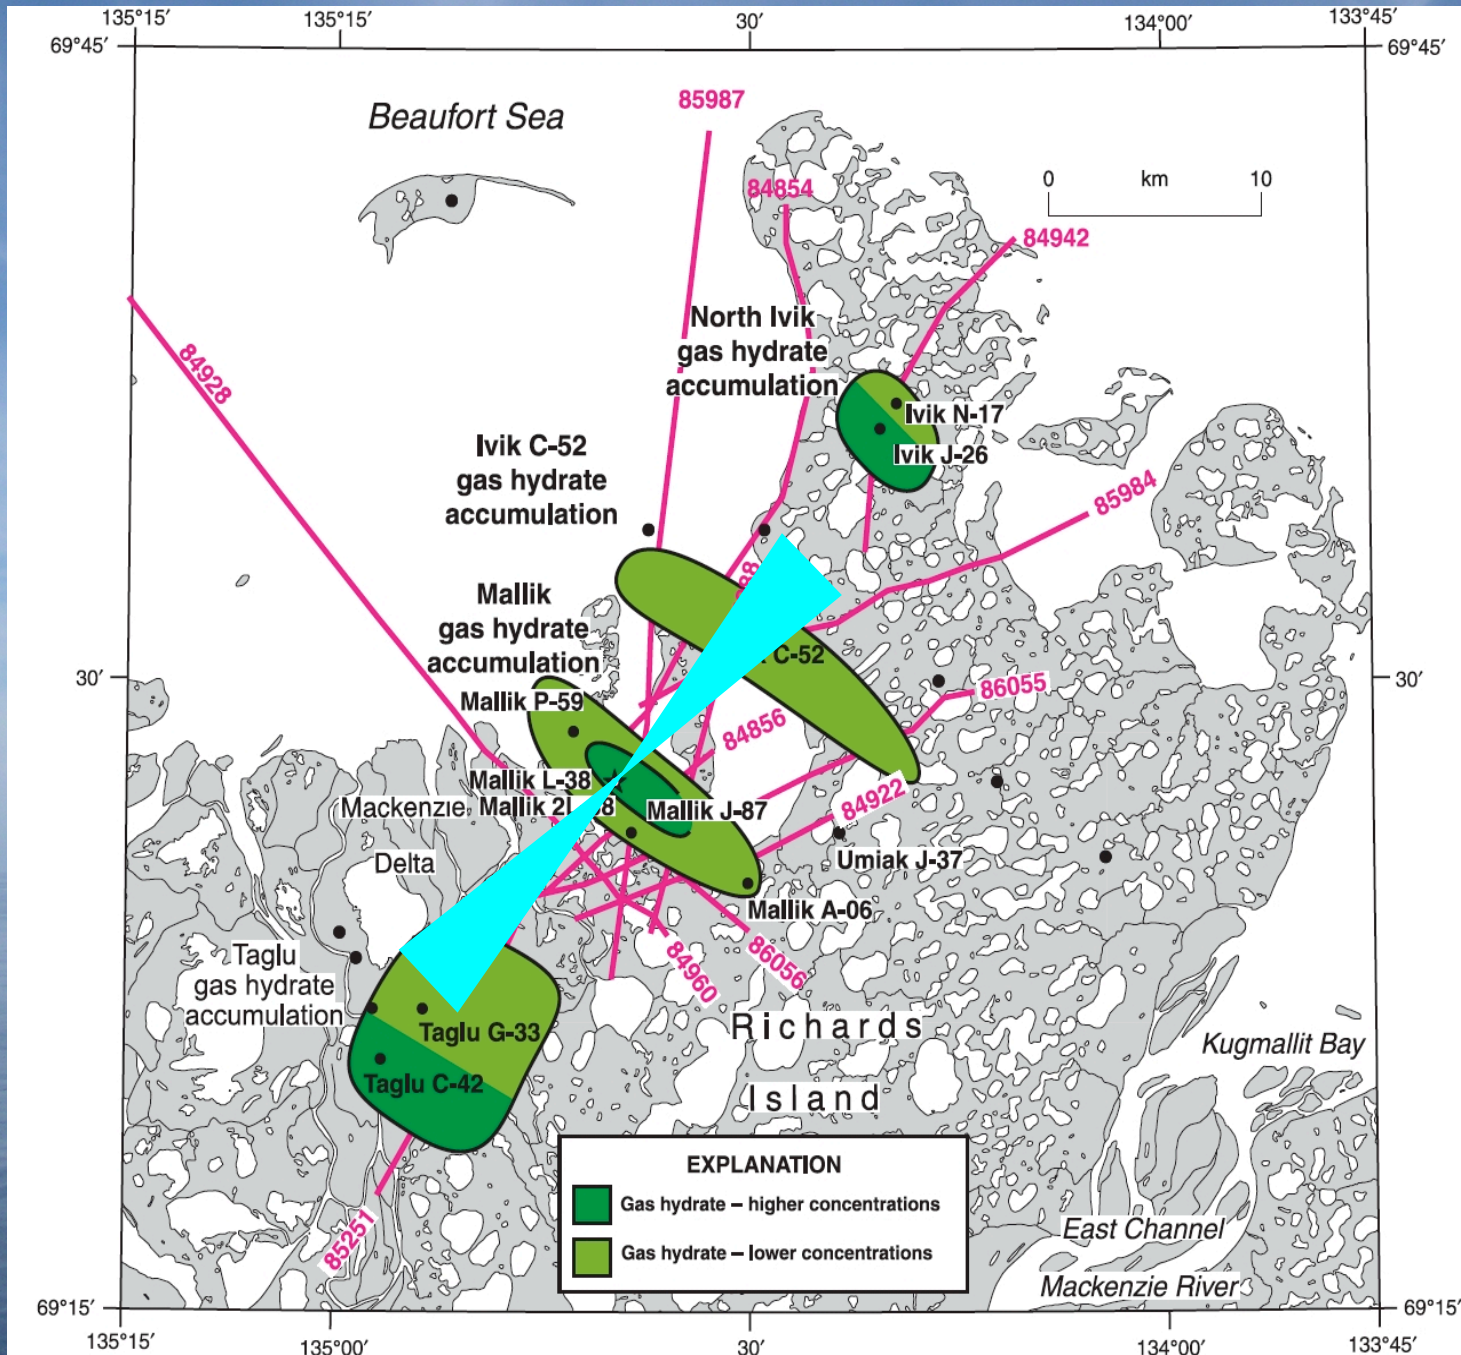 135°15′
135°15′
30′
134°00′
133°45′
69°45′
69°45′
Beaufort Sea
85987
84854
0 km 10
84942
North Ivik
gas hydrate
accumulation
84928
Ivik N-17
Ivik J-26
Ivik C-52
gas hydrate
accumulation
85984
Mallik
gas hydrate
accumulation
C-52
30′
30′
86055
Mallik P-59
84856
Mallik L-38
Mallik J-87
84922
Mackenzie
Delta
Umiak J-37
Mallik A-06
84960
86056
Taglu
gas hydrate
accumulation
Taglu G-33
Taglu C-42
Richards
Island
Kugmallit Bay
85251
EXPLANATION
Gas hydrate – higher concentrations
Gas hydrate – lower concentrations
East Channel
Mackenzie River
69°15′
69°15′
135°15′
135°00′
30′
134°00′
133°45′